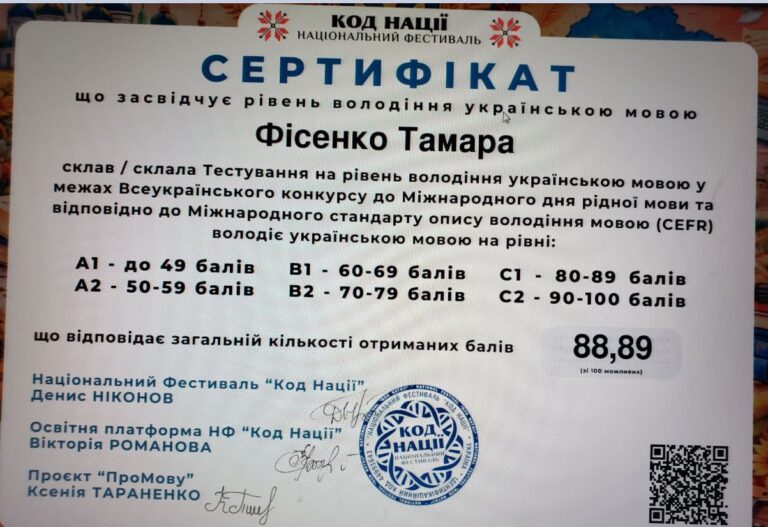 КОД НАЦІЇ
НАЦІОНАЛЬНИЙ ФЕСТИВАЛЬ
СЕРТИФІКАТ
що засвідчує рівень володіння українською мовою
Фісенко Тамара
склав / склала Тестування на рівень володіння українською мовою у
межах Всеукраїнського конкурсу до Міжнародного дня рідної мови та
відповідно до Міжнародного стандарту опису володіння мовою (CEFR)
володіє українською мовою на рівні:
А1 - до 49 балів В1 - 60-69 балів С1 - 80-89 балів
А2 - 50-59 балів В2 - 70-79 балів С2 - 90-100 балів
що відповідає загальній кількості отриманих балів 88,89
(зі 100 можливих)
Національний Фестиваль “Код Нації”
Денис НІКОНОВ
Освітня платформа НФ “Код Нації”
Вікторія РОМАНОВА
Проєкт “ПроМову”
Ксенія ТАРАНЕНКО
КОД
НАЦІЇ
НАЦІОНАЛЬНИЙ
ФЕСТИВАЛЬ